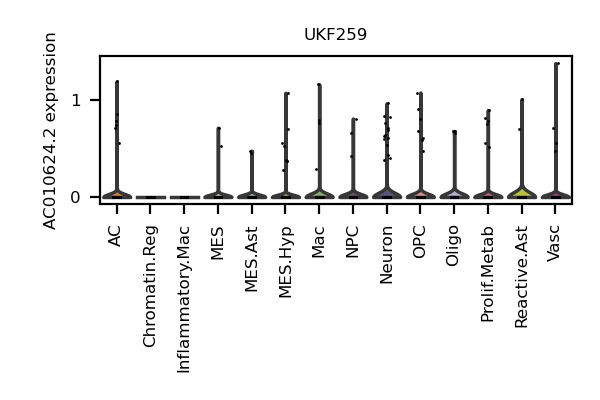 UKF259
AC010624.2 expression
1
0
AC
Chromatin.Reg
Inflammatory.Mac
MES
MES.Ast
MES.Hyp
Mac
NPC
Neuron
OPC
Oligo
Prolif.Metab
Reactive.Ast
Vasc